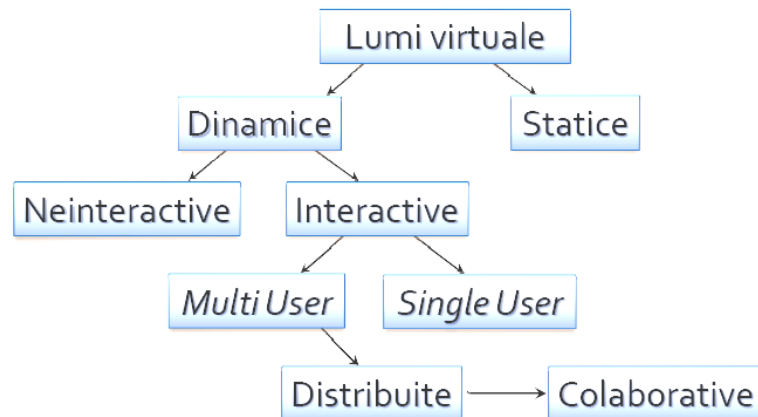 Lumi virtuale
Dinamice
Statice
Neinteractive
Interactive
Multi User
Single User
Distribuite
Colaborative